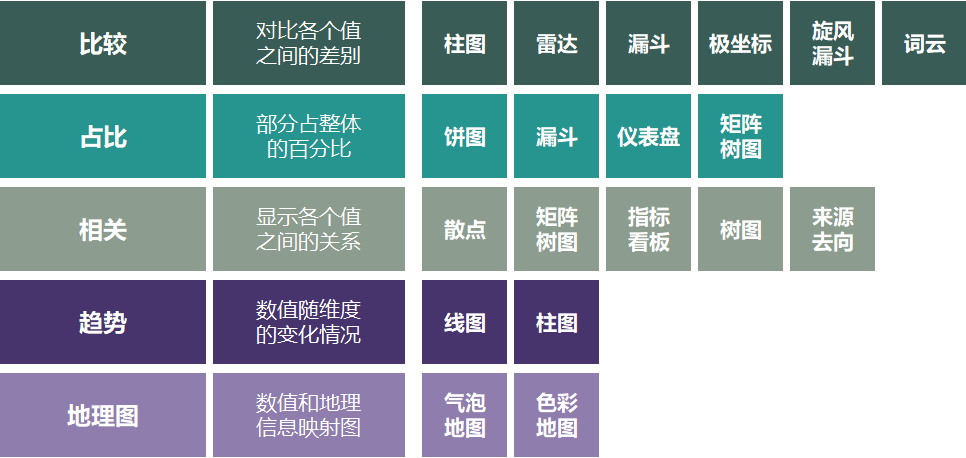 比较
对比各个值
之间的差别
柱图
雷达
漏斗
极坐标
旋风
漏斗
词云
占比
部分占整体
的百分比
饼图
漏斗
仪表盘
矩阵
树图
相关
显示各个值
之间的关系
散点
矩阵
树图
指标
看板
树图
来源
去向
趋势
数值随维度
的变化情况
线图
柱图
地理图
数值和地理
信息映射图
气泡
地图
色彩
地图